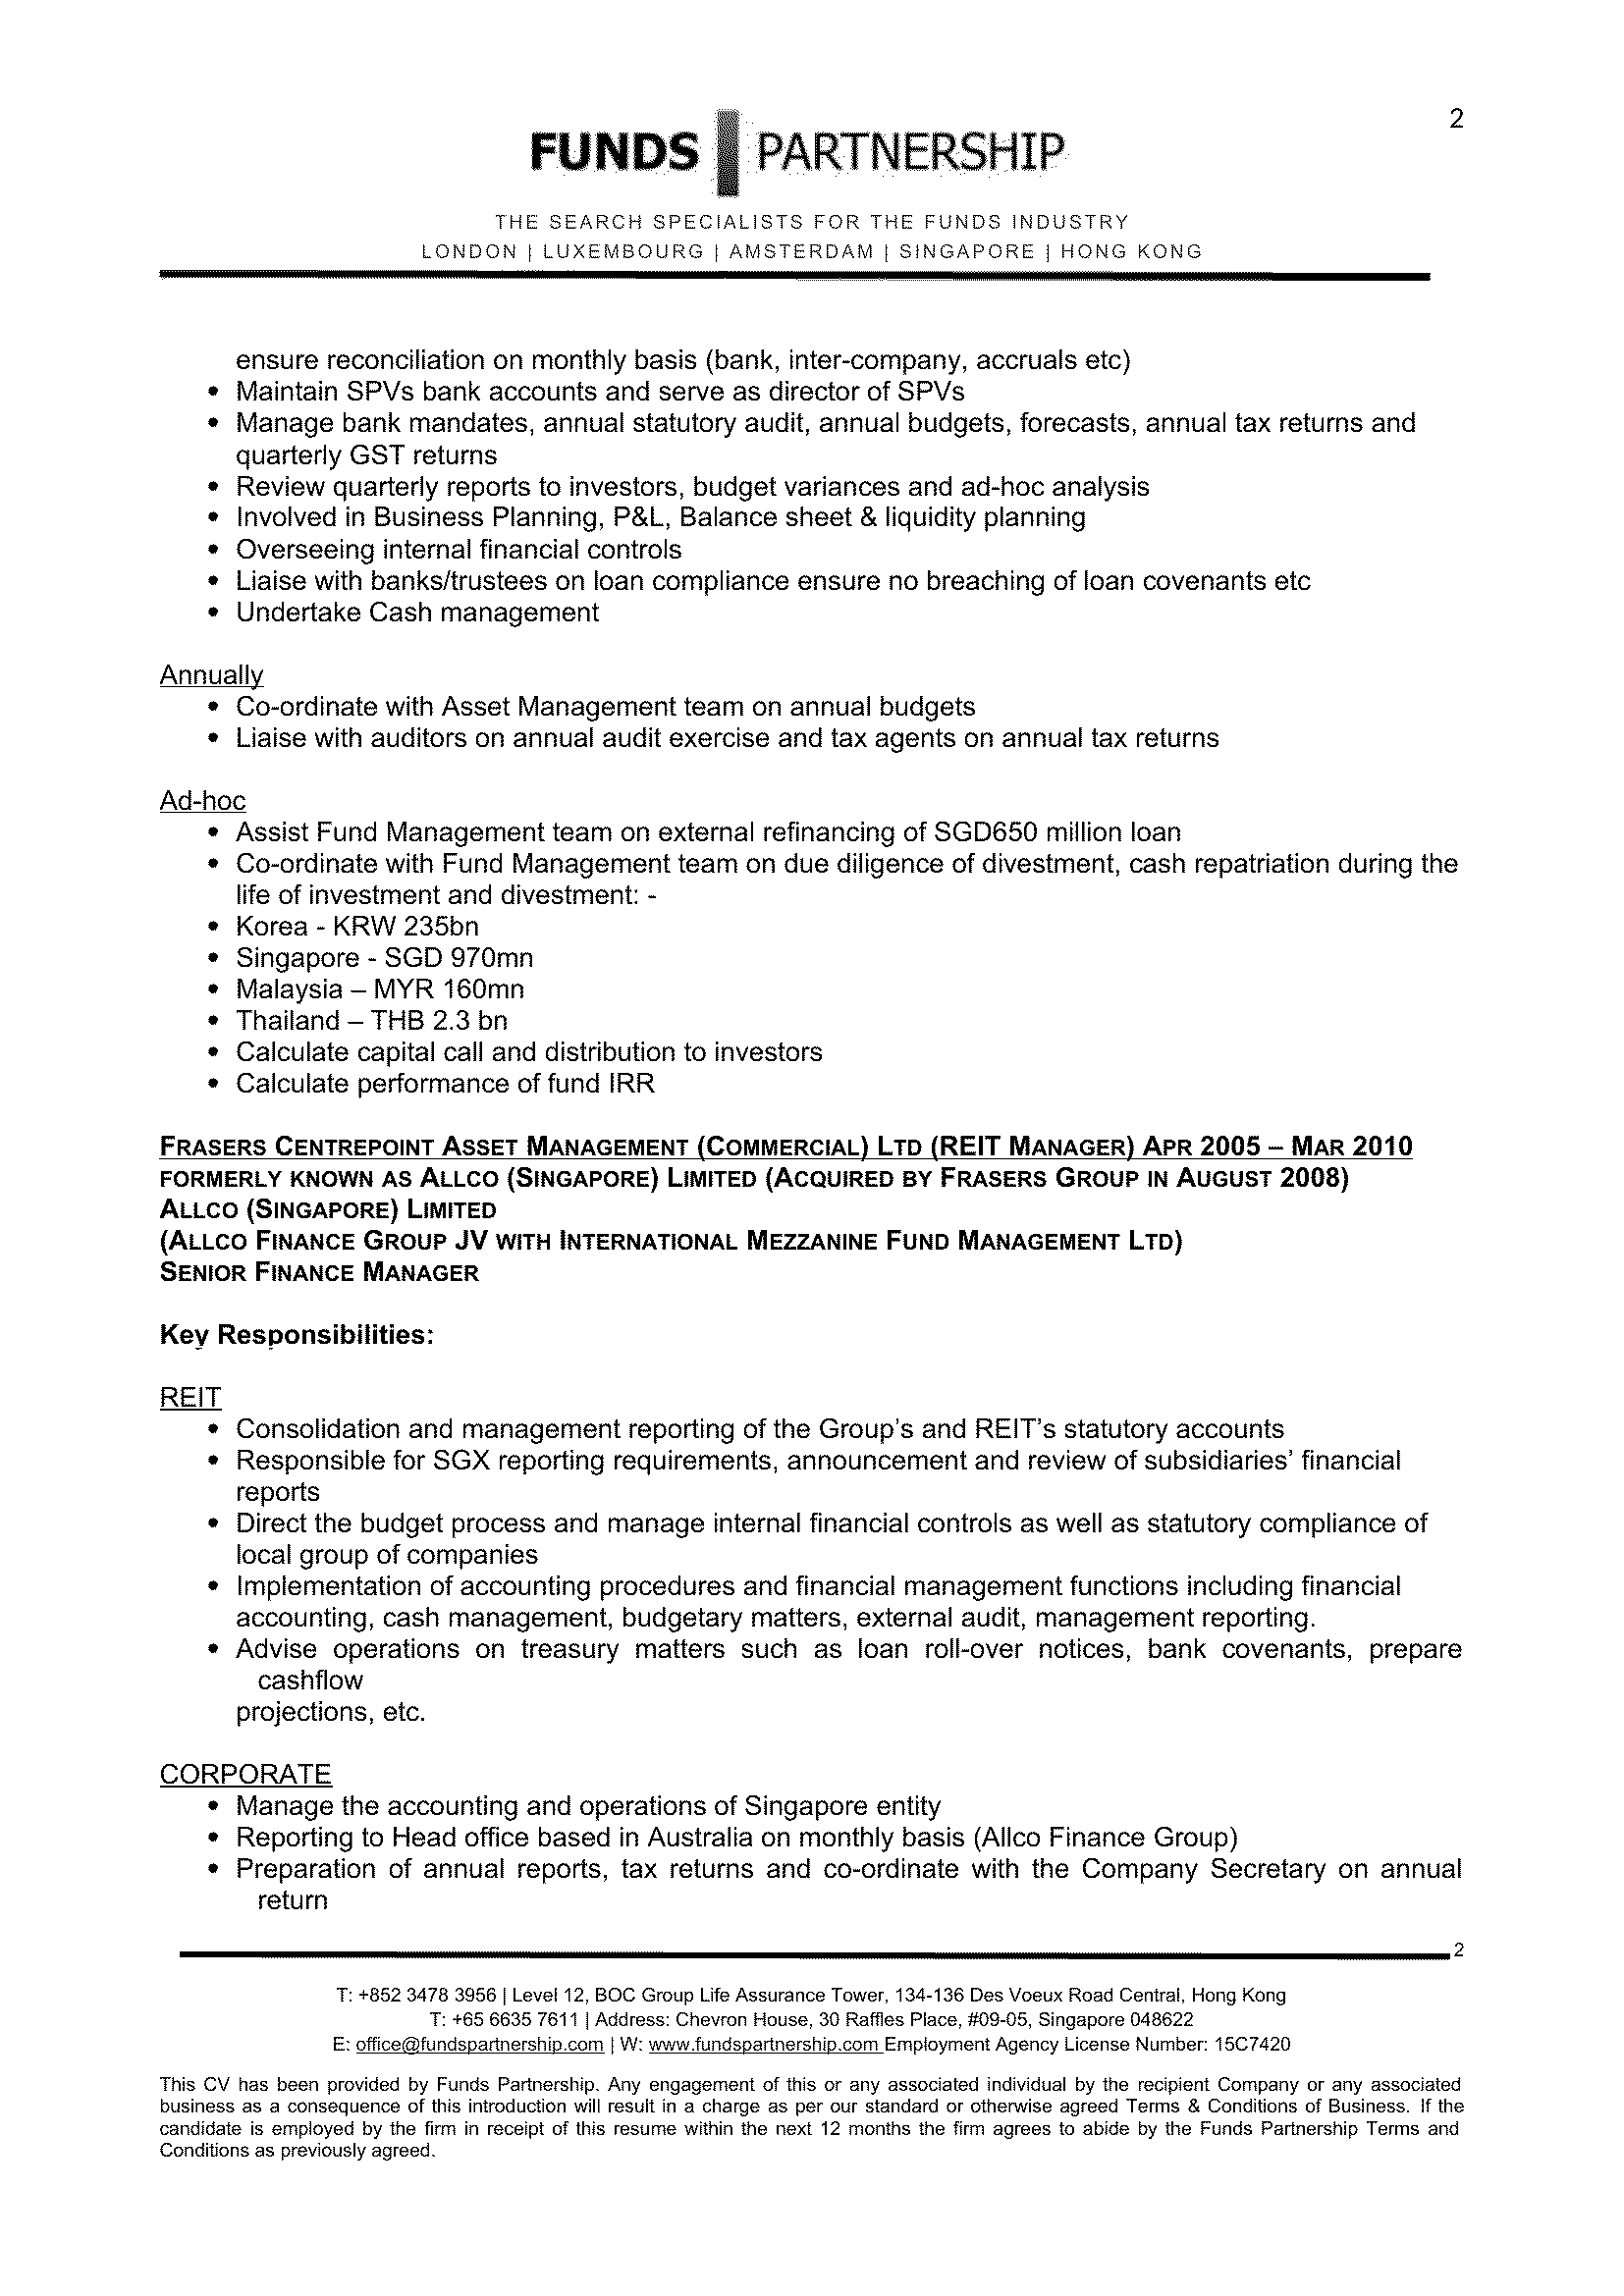 2
FUNDS PARTNERSHIP
THE SEARCH SPECIALISTS FOR THE FUNDS INDUSTRY
LONDON | LUXEMBOURG | AMSTERDAM | SINGAPORE | HONG KONG
ensure reconciliation on monthly basis (bank, inter-company, accruals etc)
• Maintain SPVs bank accounts and serve as director of SPVs
• Manage bank mandates, annual statutory audit, annual budgets, forecasts, annual tax returns and
quarterly GST returns
• Review quarterly reports to investors, budget variances and ad-hoc analysis
• Involved in Business Planning, P&L, Balance sheet & liquidity planning
• Overseeing internal financial controls
• Liaise with banks/trustees on loan compliance ensure no breaching of loan covenants etc
• Undertake Cash management
Annually
• Co-ordinate with Asset Management team on annual budgets
• Liaise with auditors on annual audit exercise and tax agents on annual tax returns
Ad-hoc
• Assist Fund Management team on external refinancing of SGD650 million loan
• Co-ordinate with Fund Management team on due diligence of divestment, cash repatriation during the
life of investment and divestment: -
• Korea - KRW 235bn
• Singapore - SGD 970mn
• Malaysia – MYR 160mn
• Thailand – THB 2.3 bn
• Calculate capital call and distribution to investors
• Calculate performance of fund IRR
FRASERS CENTREPOINT ASSET MANAGEMENT (COMMERCIAL) LTD (REIT MANAGER) APR 2005 – MAR 2010
FORMERLY KNOWN AS ALLCO (SINGAPORE) LIMITED (ACQUIRED BY FRASERS GROUP IN AUGUST 2008)
ALLCO (SINGAPORE) LIMITED
(ALLCO FINANCE GROUP JV WITH INTERNATIONAL MEZZANINE FUND MANAGEMENT LTD)
SENIOR FINANCE MANAGER
Key Responsibilities:
REIT
• Consolidation and management reporting of the Group's and REIT's statutory accounts
• Responsible for SGX reporting requirements, announcement and review of subsidiaries' financial
reports
• Direct the budget process and manage internal financial controls as well as statutory compliance of
local group of companies
• Implementation of accounting procedures and financial management functions including financial
accounting, cash management, budgetary matters, external audit, management reporting.
• Advise operations on treasury matters such as loan roll-over notices, bank covenants, prepare
cashflow
projections, etc.
CORPORATE
• Manage the accounting and operations of Singapore entity
• Reporting to Head office based in Australia on monthly basis (Allco Finance Group)
• Preparation of annual reports, tax returns and co-ordinate with the Company Secretary on annual
return
2
T: +852 3478 3956 | Level 12, BOC Group Life Assurance Tower, 134-136 Des Voeux Road Central, Hong Kong
T: +65 6635 7611 | Address: Chevron House, 30 Raffles Place, #09-05, Singapore 048622
E: office@fundspartnership.com | W: www.fundspartnership.com Employment Agency License Number: 15C7420
This CV has been provided by Funds Partnership. Any engagement of this or any associated individual by the recipient Company or any associated
business as a consequence of this introduction will result in a charge as per our standard or otherwise agreed Terms & Conditions of Business. If the
candidate is employed by the firm in receipt of this resume within the next 12 months the firm agrees to abide by the Funds Partnership Terms and
Conditions as previously agreed.